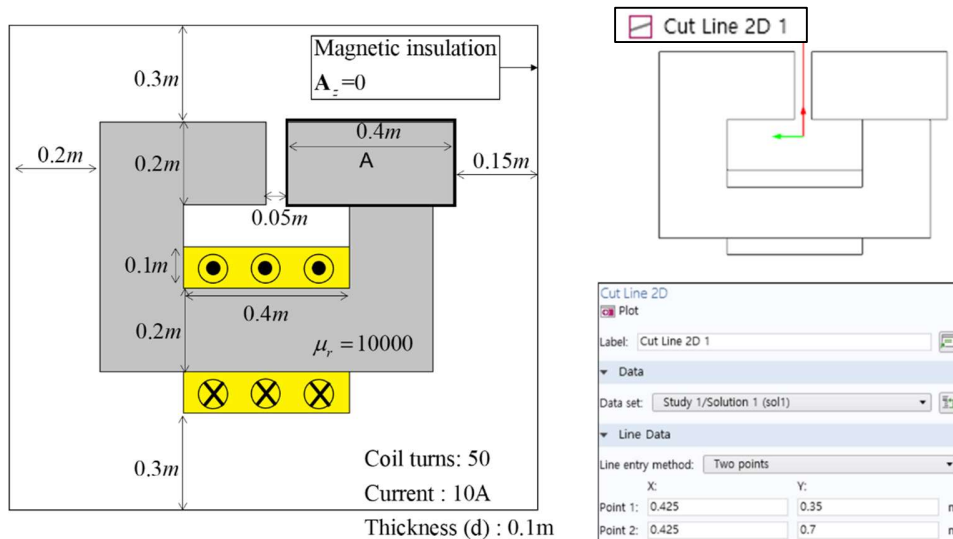 Magnetic insulation
A_z=0
0.3m
0.4m
A
0.2m
0.2m
0.15m
0.05m
0.1m
0.4m
0.2m
μ_r = 10000
0.3m
Coil turns: 50
Current : 10A
Thickness (d) : 0.1m
Cut Line 2D 1
Cut Line 2D
Plot
Label: Cut Line 2D 1
Data
Data set: Study 1/Solution 1 (sol1)
Line Data
Line entry method: Two points
X: Y:
Point 1: 0.425 0.35
Point 2: 0.425 0.7